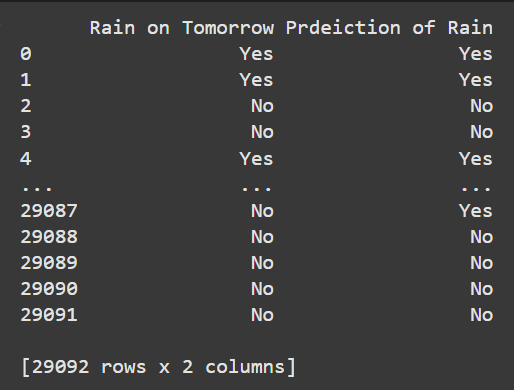 Rain on Tomorrow Prdeiction of Rain
0 Yes Yes
1 Yes Yes
2 No No
3 No No
4 Yes Yes
... ... ...
29087 No Yes
29088 No No
29089 No No
29090 No No
29091 No No
[29092 rows x 2 columns]